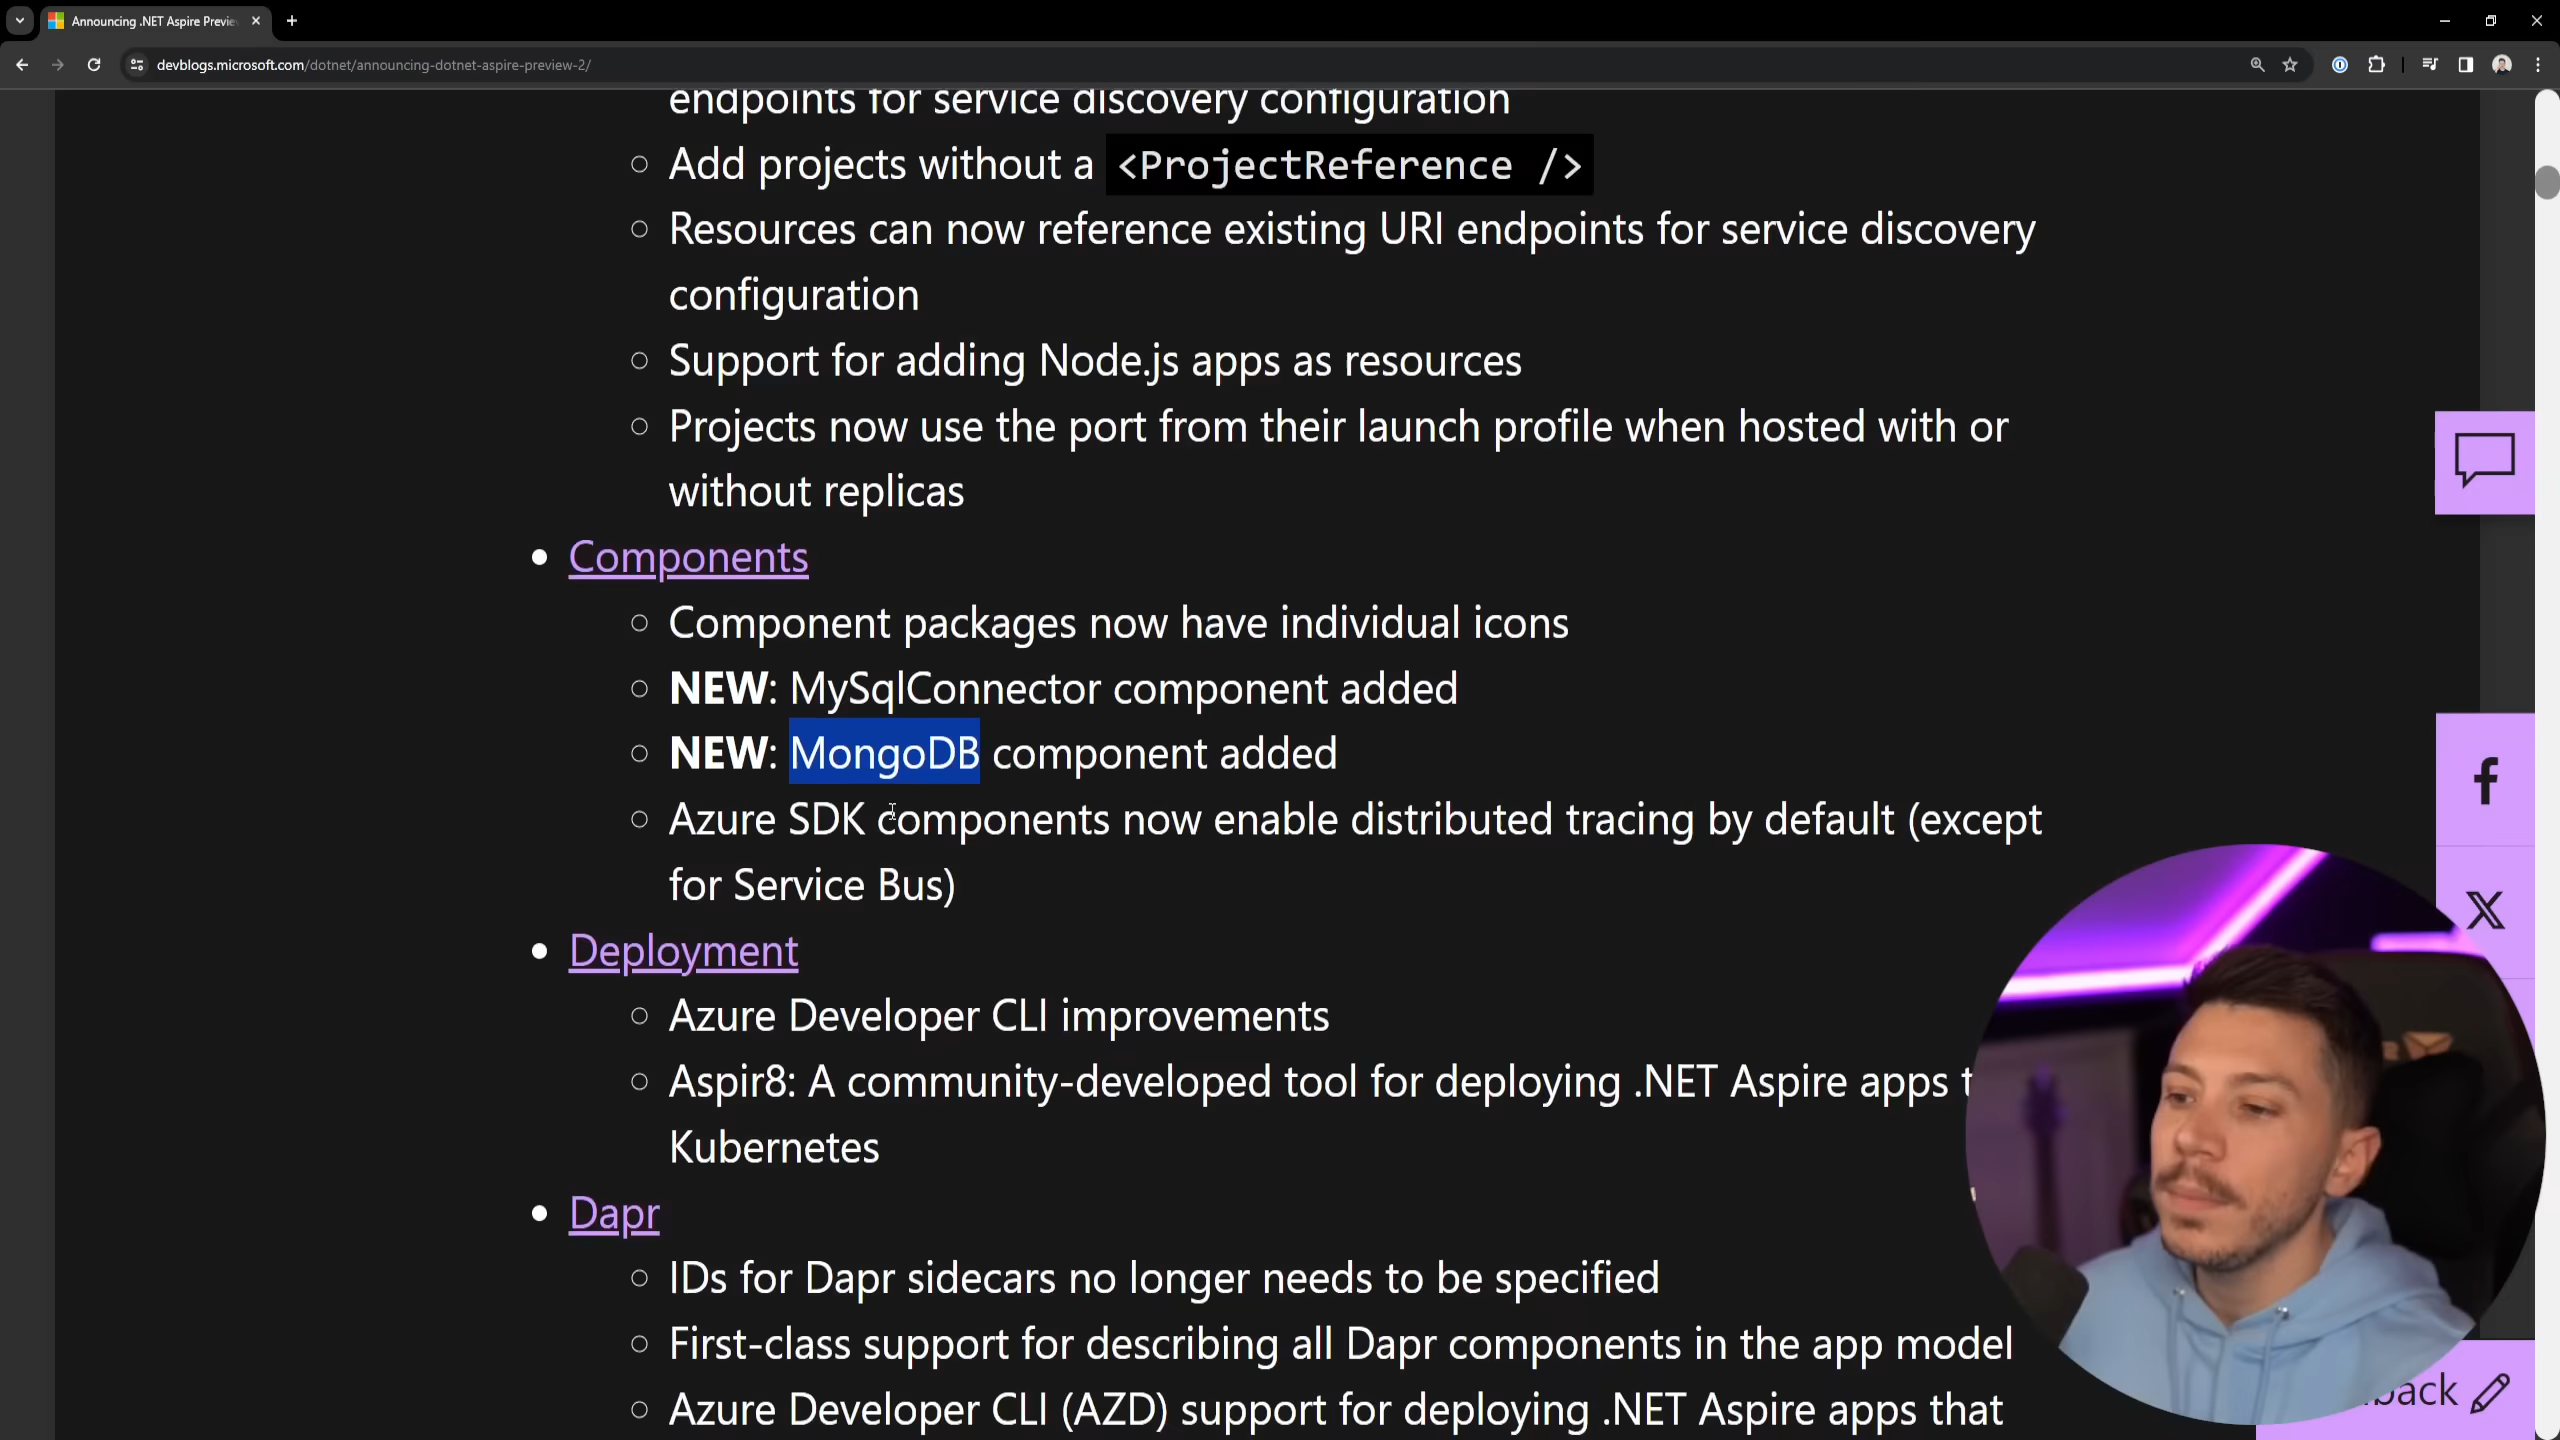 Announcing .NET Aspire Previe
devblogs.microsoft.com/dotnet/announcing-dotnet-aspire-preview-2/
endpoints for service discovery configuration
Add projects without a <ProjectReference />
Resources can now reference existing URI endpoints for service discovery
configuration
Support for adding Node.js apps as resources
Projects now use the port from their launch profile when hosted with or
without replicas
Components
Component packages now have individual icons
NEW: MySqlConnector component added
NEW: MongoDB component added
Azure SDK components now enable distributed tracing by default (except
for Service Bus)
Deployment
Azure Developer CLI improvements
Aspir8: A community-developed tool for deploying .NET Aspire apps
Kubernetes
Dapr
IDs for Dapr sidecars no longer needs to be specified
First-class support for describing all Dapr components in the app model
Azure Developer CLI (AZD) support for deploying .NET Aspire apps that